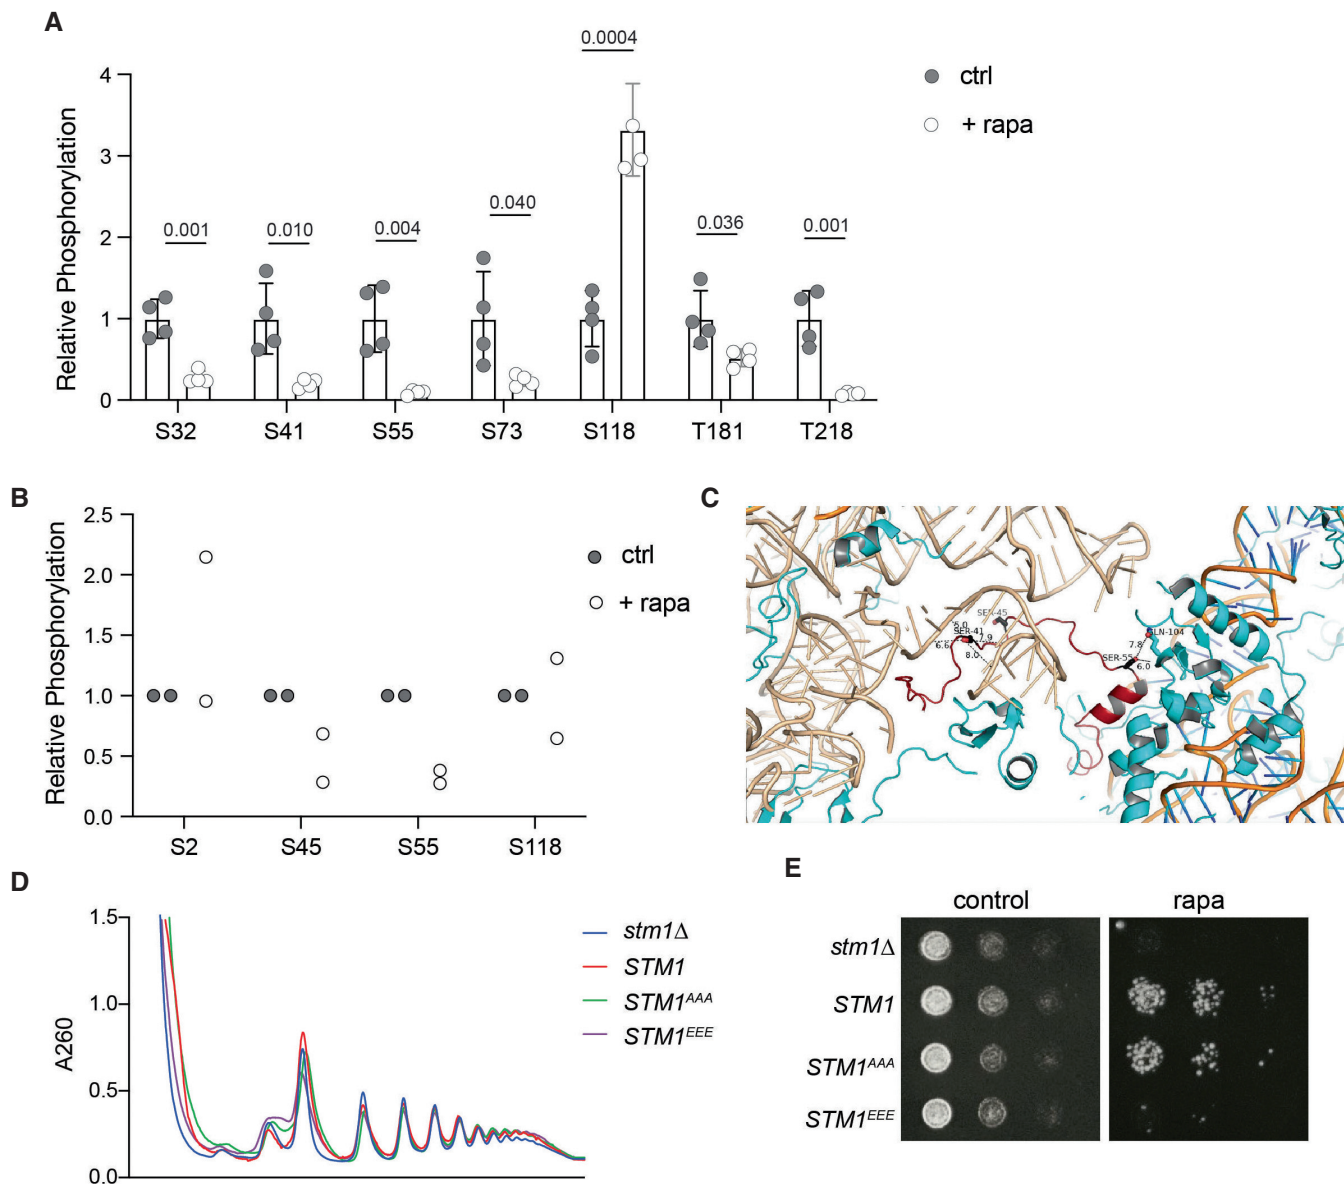 A
0.0004
4
3
2
1
0
Relative Phosphorylation
0.001
0.010
0.004
0.040
0.036
0.001
ctrl
+ rapa
S32 S41 S55 S73 S118 T181 T218
B
2.5
2.0
1.5
1.0
0.5
0.0
Relative Phosphorylation
ctrl
+ rapa
S2 S45 S55 S118
C
SER-45
5.0
SER-41
7.9
6.6
8.0
GLN-104
7.8
SER-55
6.0
D
1.5
1.0
0.5
0.0
A260
stm1Δ
STM1
STM1AAA
STM1EEE
E
control rapa
stm1Δ
STM1
STM1AAA
STM1EEE